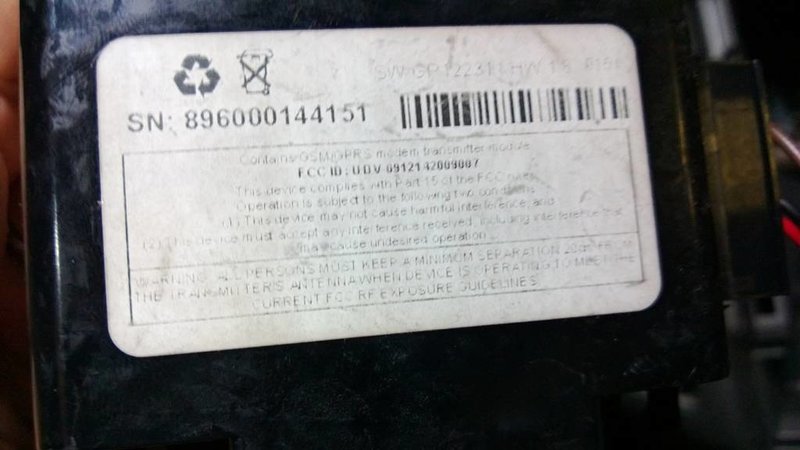 SN: 896000144151
Contains GSM/GPRS modem transmitter module
FCC ID: UDV-0912142009007
This device complies with Part 15 of the FCC rules
Operation is subject to the following two conditions
(1) This device may not cause harmful interference, and
(2) This device must accept any interference received, including interference that
may cause undesired operation
WARNING: ALL PERSONS MUST KEEP A MINIMUM SEPARATION 20cm FROM
THE TRANSMITTER'S ANTENNA WHEN DEVICE IS OPERATING TO MEET THE
CURRENT FCC RF EXPOSURE GUIDELINES